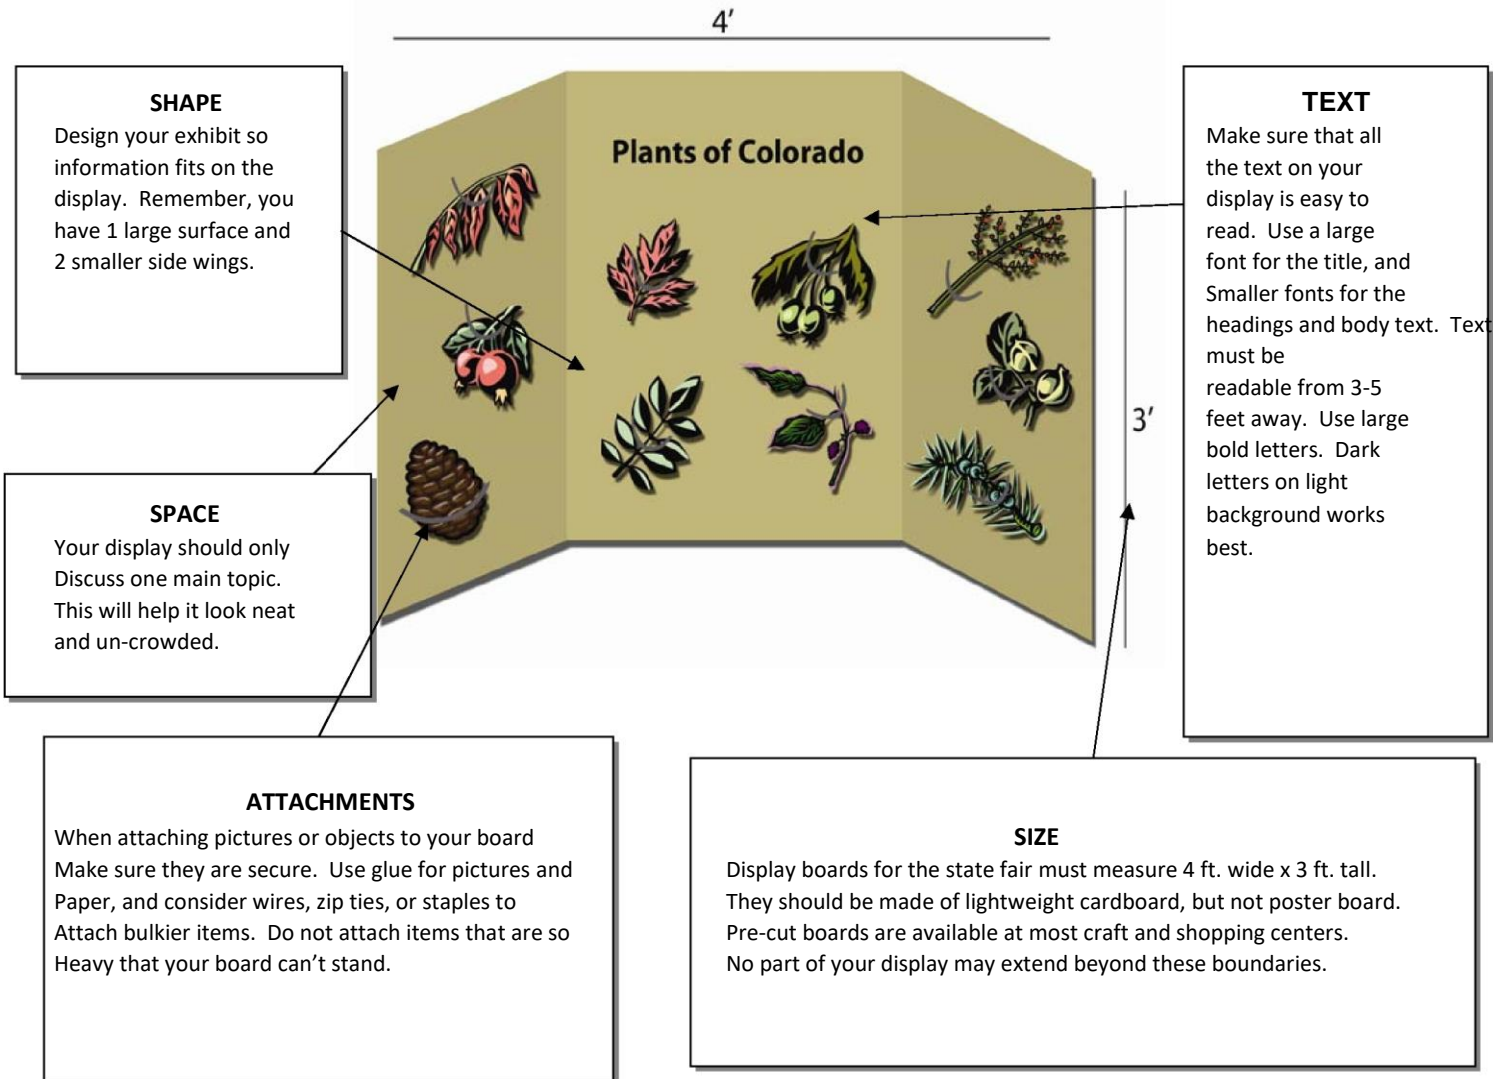 4’
SHAPE
Design your exhibit so
information fits on the
display. Remember, you
have 1 large surface and
2 smaller side wings.
Plants of Colorado
TEXT
Make sure that all
the text on your
display is easy to
read. Use a large
font for the title, and
Smaller fonts for the
headings and body text. Text
must be
readable from 3-5
feet away. Use large
bold letters. Dark
letters on light
background works
best.
3’
SPACE
Your display should only
Discuss one main topic.
This will help it look neat
and un-crowded.
ATTACHMENTS
When attaching pictures or objects to your board
Make sure they are secure. Use glue for pictures and
Paper, and consider wires, zip ties, or staples to
Attach bulkier items. Do not attach items that are so
Heavy that your board can’t stand.
SIZE
Display boards for the state fair must measure 4 ft. wide x 3 ft. tall.
They should be made of lightweight cardboard, but not poster board.
Pre-cut boards are available at most craft and shopping centers.
No part of your display may extend beyond these boundaries.